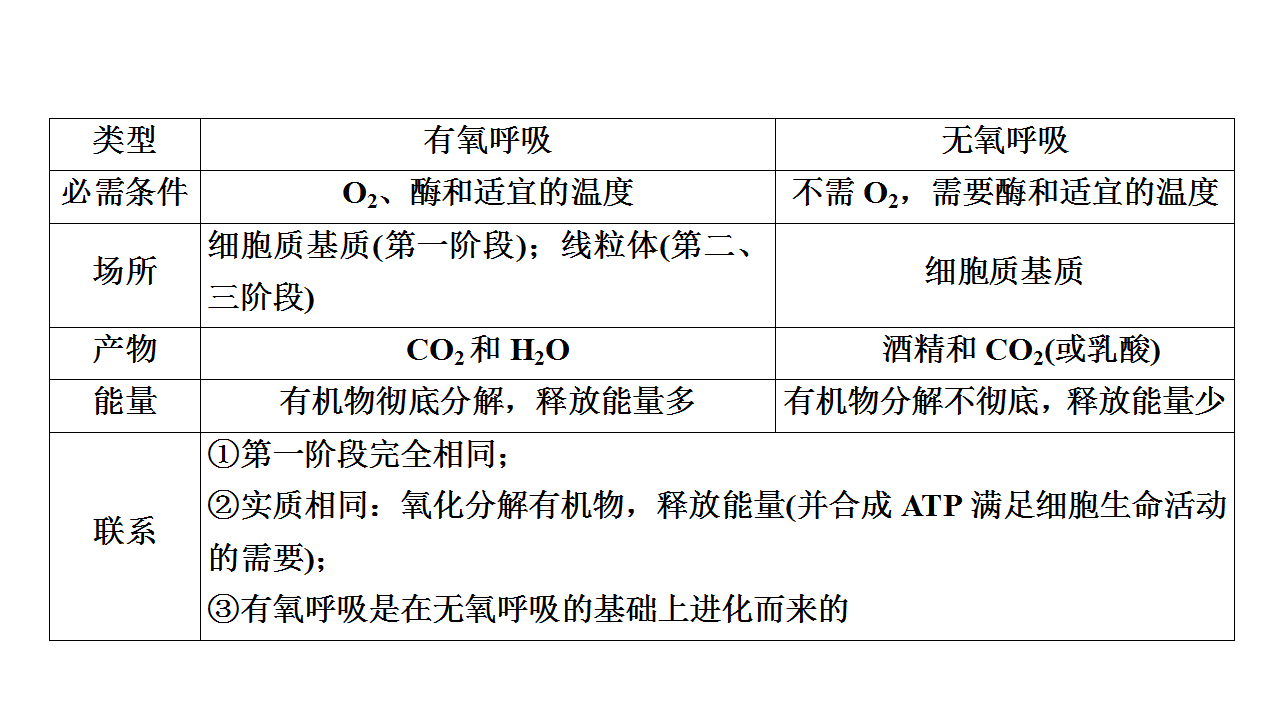 类型 有氧呼吸 无氧呼吸
必需条件 O₂、酶和适宜的温度 不需 O₂，需要酶和适宜的温度
场所 细胞质基质(第一阶段)；线粒体(第二、
三阶段) 细胞质基质
产物 CO₂ 和 H₂O 酒精和 CO₂(或乳酸)
能量 有机物彻底分解，释放能量多 有机物分解不彻底，释放能量少
联系 ①第一阶段完全相同；
②实质相同：氧化分解有机物，释放能量(并合成 ATP 满足细胞生命活动
的需要)；
③有氧呼吸是在无氧呼吸的基础上进化而来的